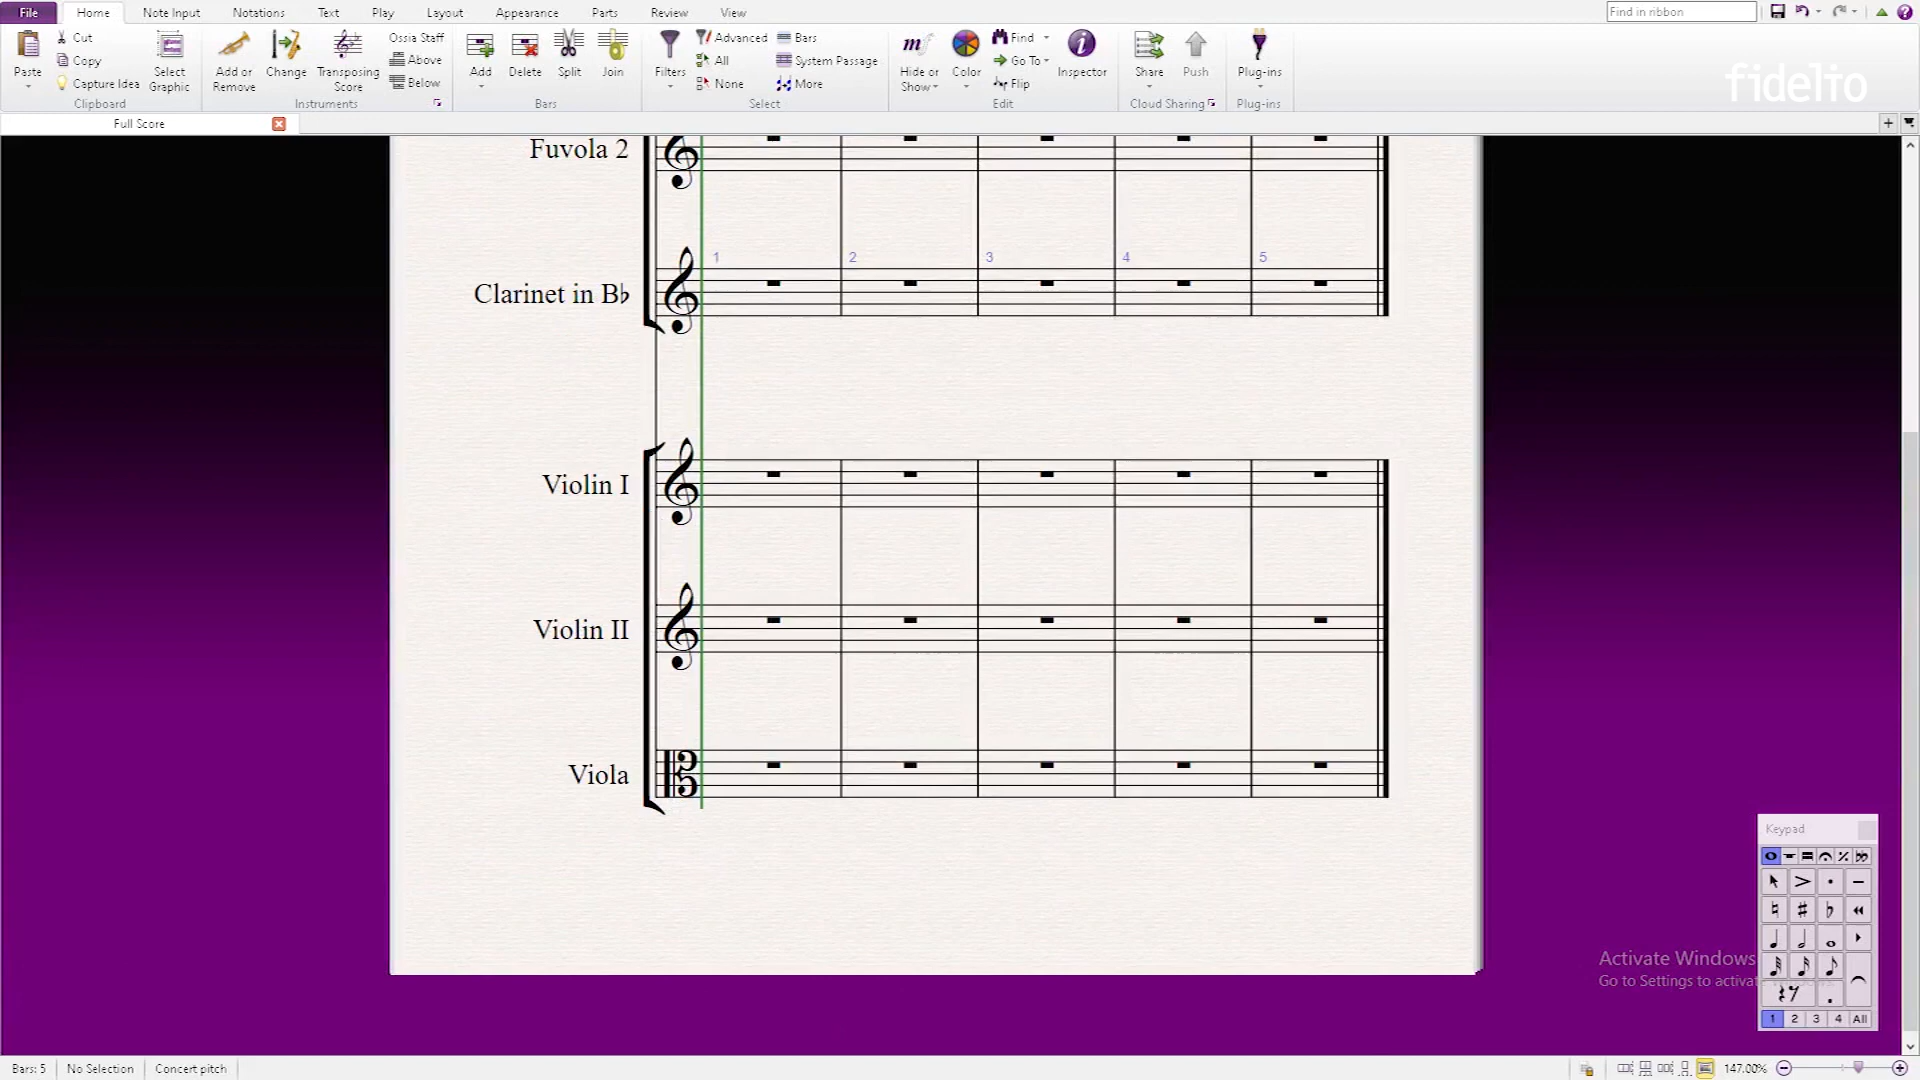 File Home Note Input Notations Text Play Layout Appearance Parts Review View Find in ribbon
Paste Cut Copy Capture Idea Select Graphic Clipboard
Add or Remove Change Transposing Score Ossia Staff Above Below Instruments
Add Delete Split Join Bars
Filters Advanced All None Bars System Passage More Select
Hide or Show Color Find Go To Flip Inspector Edit
Share Push Cloud Sharing
Plug-ins Plug-ins
fidelio
Full Score
Fuvola 2
1 2 3 4 5
Clarinet in B♭
Violin I
Violin II
Viola
Keypad
Activate Windows
Go to Settings to activate
1 2 3 4 All
Bars: 5 No Selection Concert pitch 147.00%